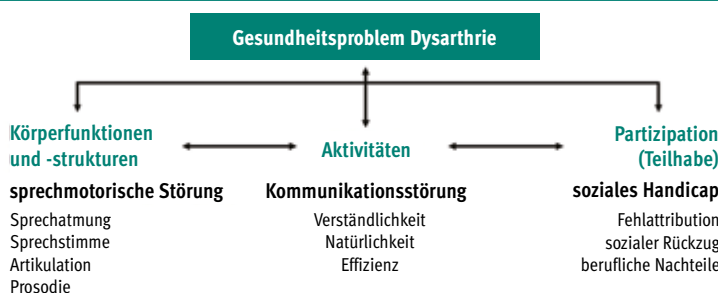 Gesundheitsproblem Dysarthrie
Körperfunktionen
und -strukturen
sprechmotorische Störung
Sprechatmung
Sprechstimme
Artikulation
Prosodie
Aktivitäten
Kommunikationsstörung
Verständlichkeit
Natürlichkeit
Effizienz
Partizipation
(Teilhabe)
soziales Handicap
Fehlattribution
sozialer Rückzug
berufliche Nachteile